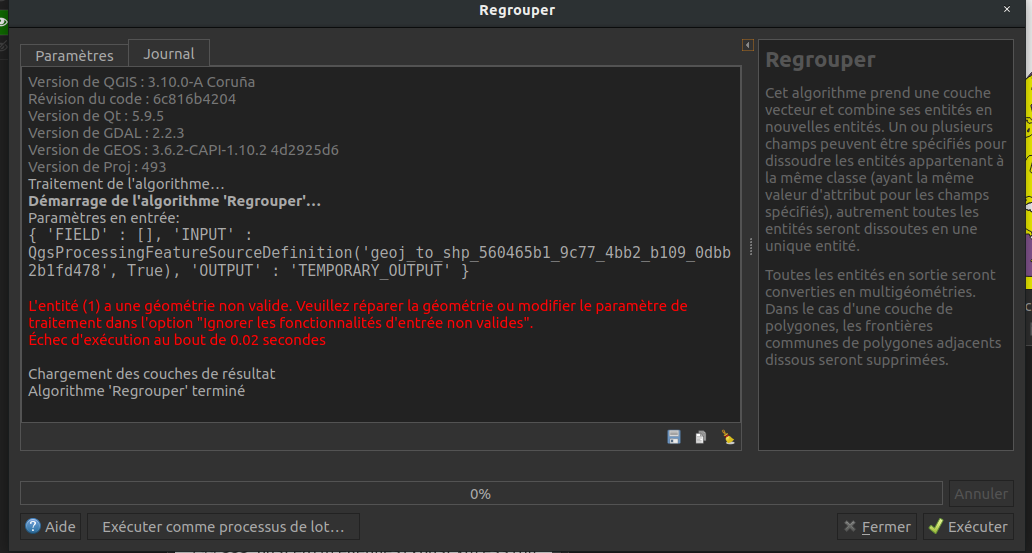 Regrouper
Paramètres
Journal
Version de QGIS : 3.10.0-A Coruña
Révision du code : 6c816b4204
Version de Qt : 5.9.5
Version de GDAL : 2.2.3
Version de GEOS : 3.6.2-CAPI-1.10.2 4d2925d6
Version de Proj : 493
Traitement de l'algorithme…
Démarrage de l'algorithme 'Regrouper'…
Paramètres en entrée:
{ 'FIELD' : [], 'INPUT' :
QgsProcessingFeatureSourceDefinition('geoj_to_shp_560465b1_9c77_4bb2_b109_0dbb
2b1fd478', True), 'OUTPUT' : 'TEMPORARY_OUTPUT' }
L'entité (1) a une géométrie non valide. Veuillez réparer la géométrie ou modifier le paramètre de
traitement dans l'option "Ignorer les fonctionnalités d'entrée non valides".
Échec d'exécution au bout de 0.02 secondes
Chargement des couches de résultat
Algorithme 'Regrouper' terminé
Regrouper
Cet algorithme prend une couche
vecteur et combine ses entités en
nouvelles entités. Un ou plusieurs
champs peuvent être spécifiés pour
dissoudre les entités appartenant à
la même classe (ayant la même
valeur d'attribut pour les champs
spécifiés), autrement toutes les
entités seront dissoutes en une
unique entité.
Toutes les entités en sortie seront
converties en multigéométries.
Dans le cas d'une couche de
polygones, les frontières
communes de polygones adjacents
dissous seront supprimées.
0%
Annuler
Aide
Exécuter comme processus de lot…
Fermer
Exécuter